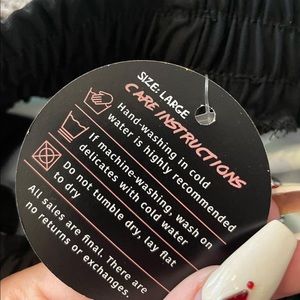 SIZE: LARGE
CARE INSTRUCTIONS
Hand-washing in cold
water is highly recommended
If machine-washing, wash on
delicates with cold water
Do not tumble dry, lay flat
to dry
All sales are final. There are
no returns or exchanges.